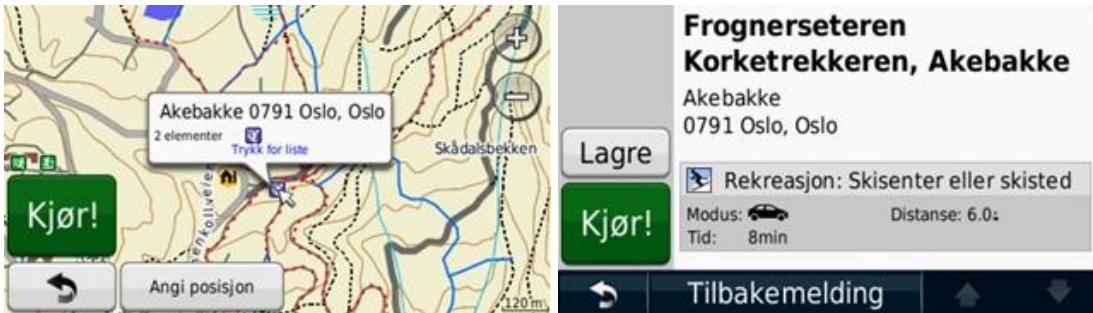 Akebakke 0791 Oslo, Oslo
2 elementer
Trykk for liste
Skådalsbekken
Kjør!
Angi posisjon
120 m
Frognerseteren
Korketrekkeren, Akebakke
Akebakke
0791 Oslo, Oslo
Lagre
Kjør!
Rekreasjon: Skisenter eller skisted
Modus:
Distanse: 6.0
Tid: 8min
Tilbakemelding